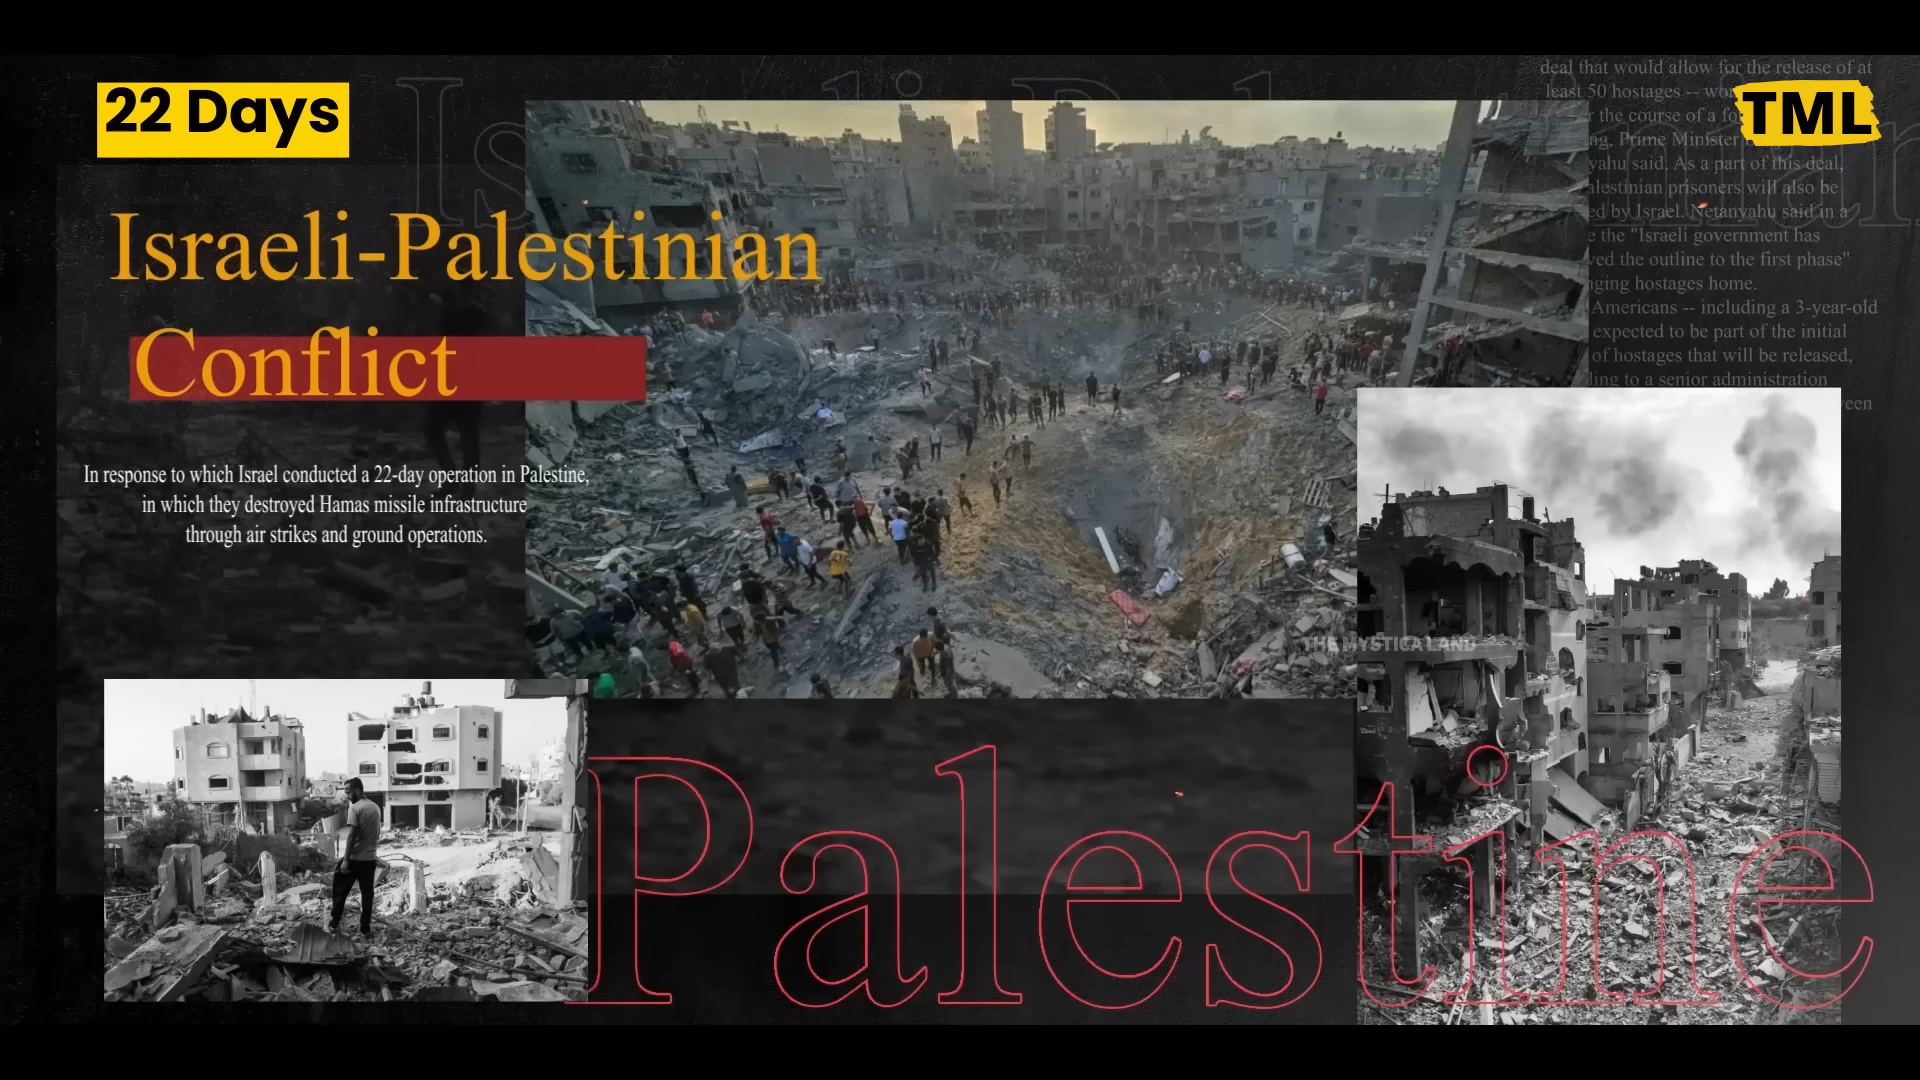 22 Days
TML
Israeli-Palestinian
Conflict
In response to which Israel conducted a 22-day operation in Palestine,
in which they destroyed Hamas missile infrastructure
through air strikes and ground operations.
deal that would allow for the release of at
least 50 hostages --
the course of a
Prime Minister
said. As a part of this deal,
prisoners will also be
by Israel. Netanyahu said in a
the "Israeli government has
the outline to the first phase"
hostages home.
Americans -- including a 3-year-old
expected to be part of the initial
of hostages that will be released,
to a senior administration
THE MYSTICA LAND
Palestine